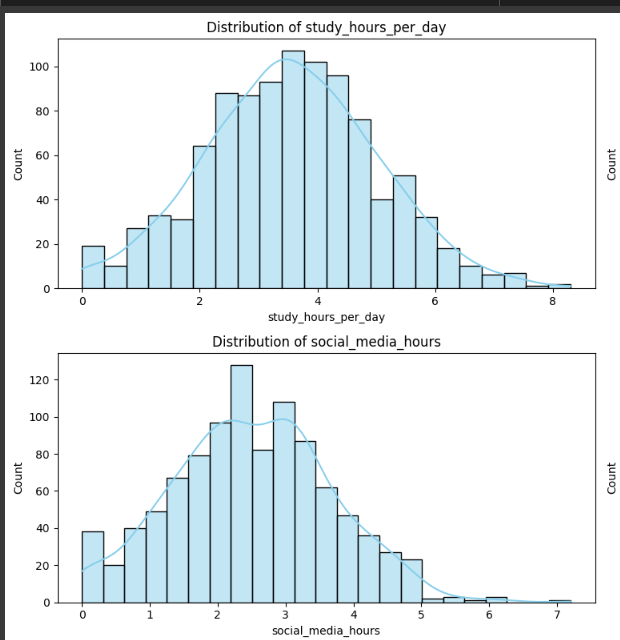 Distribution of study_hours_per_day
100
80
60
40
20
0
Count
Count
0 2 4 6 8
study_hours_per_day
Distribution of social_media_hours
120
100
80
60
40
20
0
Count
Count
0 1 2 3 4 5 6 7
social_media_hours